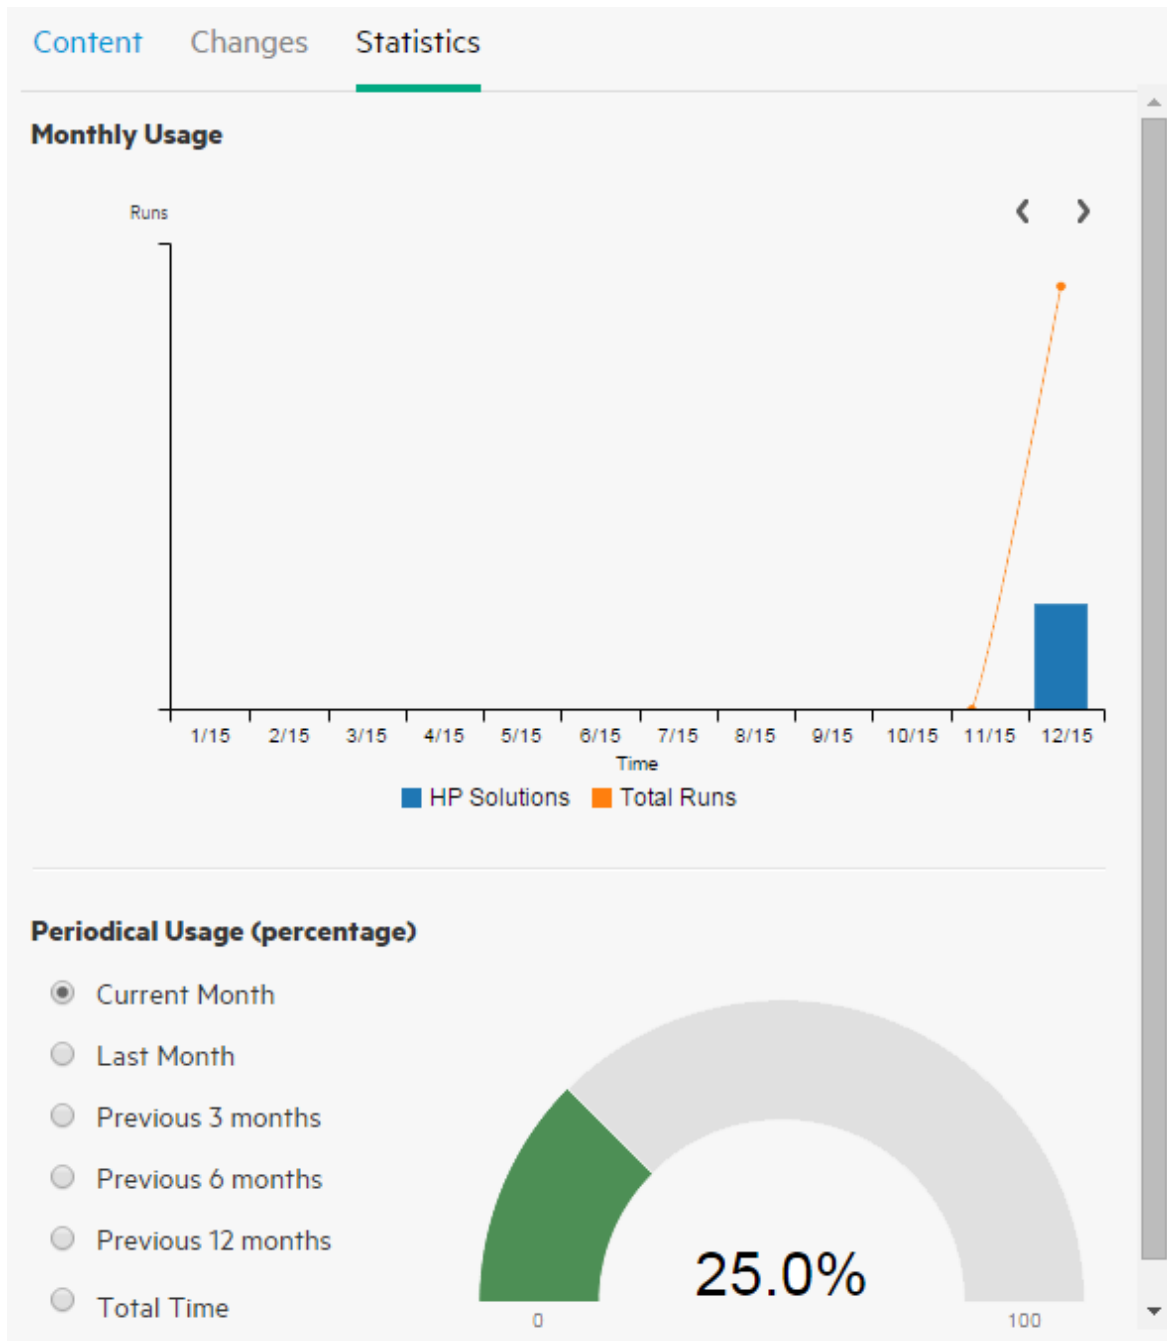 Content Changes Statistics
Monthly Usage
Runs
1/15 2/15 3/15 4/15 5/15 6/15 7/15 8/15 9/15 10/15 11/15 12/15
Time
HP Solutions Total Runs
Periodical Usage (percentage)
Current Month
Last Month
Previous 3 months
Previous 6 months
Previous 12 months
Total Time
25.0%
0 100